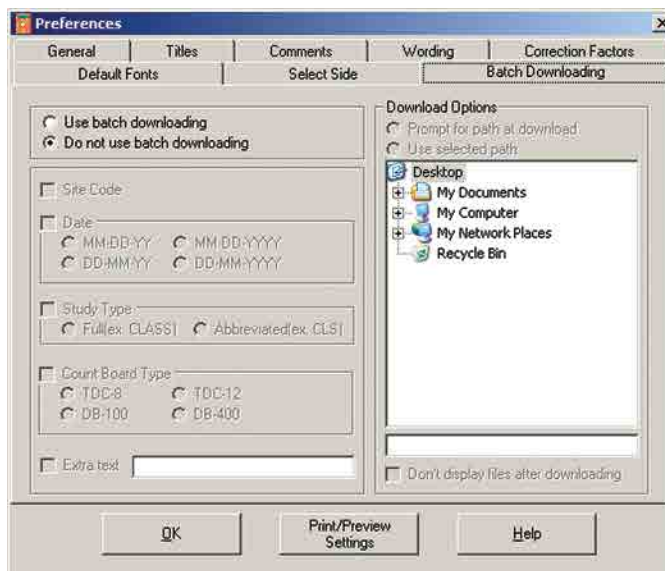 Preferences
General Titles Comments Wording Correction Factors
Default Fonts Select Side Batch Downloading
Use batch downloading
Do not use batch downloading
Site Code
Date
MM-DD-YY MM-DD-YYYY
DD-MM-YY DD-MM-YYYY
Study Type
Full(ex. CLASS) Abbreviated(ex. CLS)
Count Board Type
TDC-8 TDC-12
DB-100 DB-400
Extra text
Download Options
Prompt for path at download
Use selected path
Desktop
My Documents
My Computer
My Network Places
Recycle Bin
Don't display files after downloading
OK
Print/Preview
Settings
Help